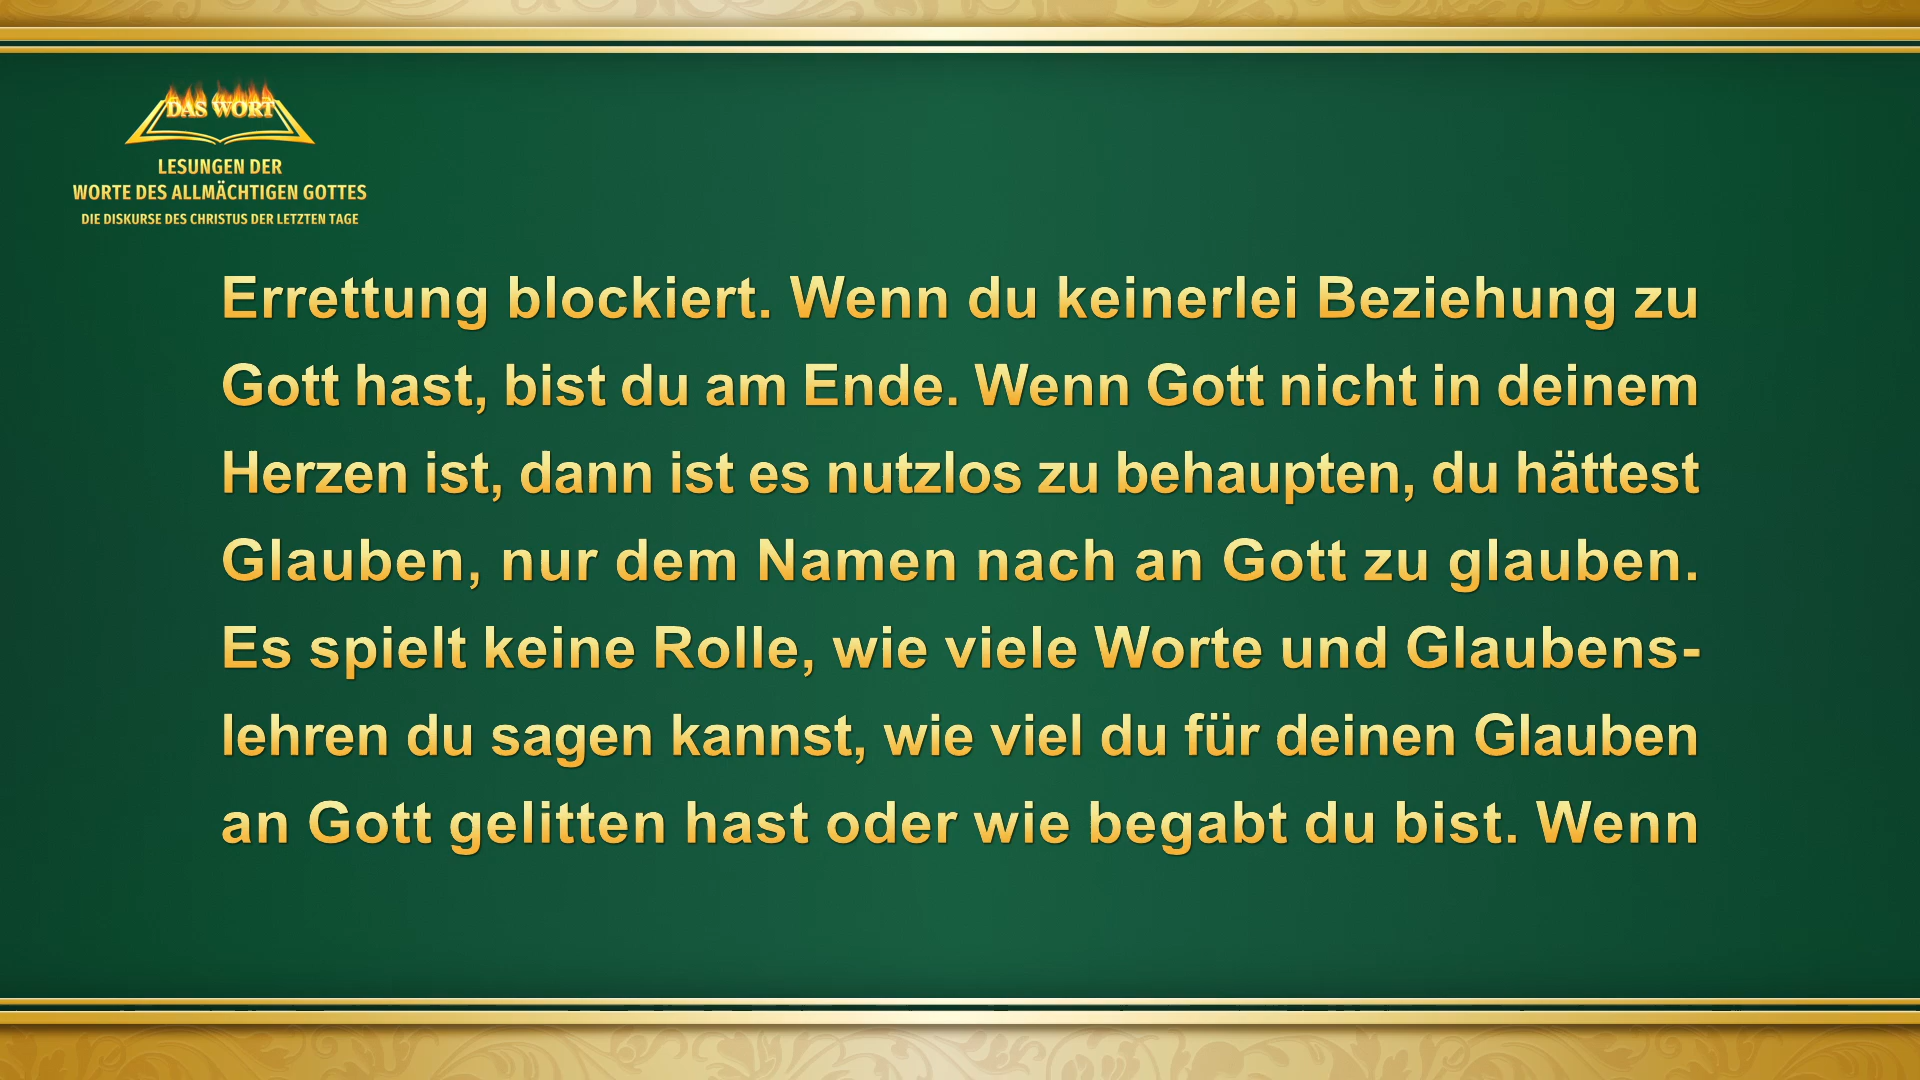 DAS WORT
LESUNGEN DER
WORTE DES ALLMÄCHTIGEN GOTTES
DIE DISKURSE DES CHRISTUS DER LETZTEN TAGE
Errettung blockiert. Wenn du keinerlei Beziehung zu
Gott hast, bist du am Ende. Wenn Gott nicht in deinem
Herzen ist, dann ist es nutzlos zu behaupten, du hättest
Glauben, nur dem Namen nach an Gott zu glauben.
Es spielt keine Rolle, wie viele Worte und Glaubens-
lehren du sagen kannst, wie viel du für deinen Glauben
an Gott gelitten hast oder wie begabt du bist. Wenn